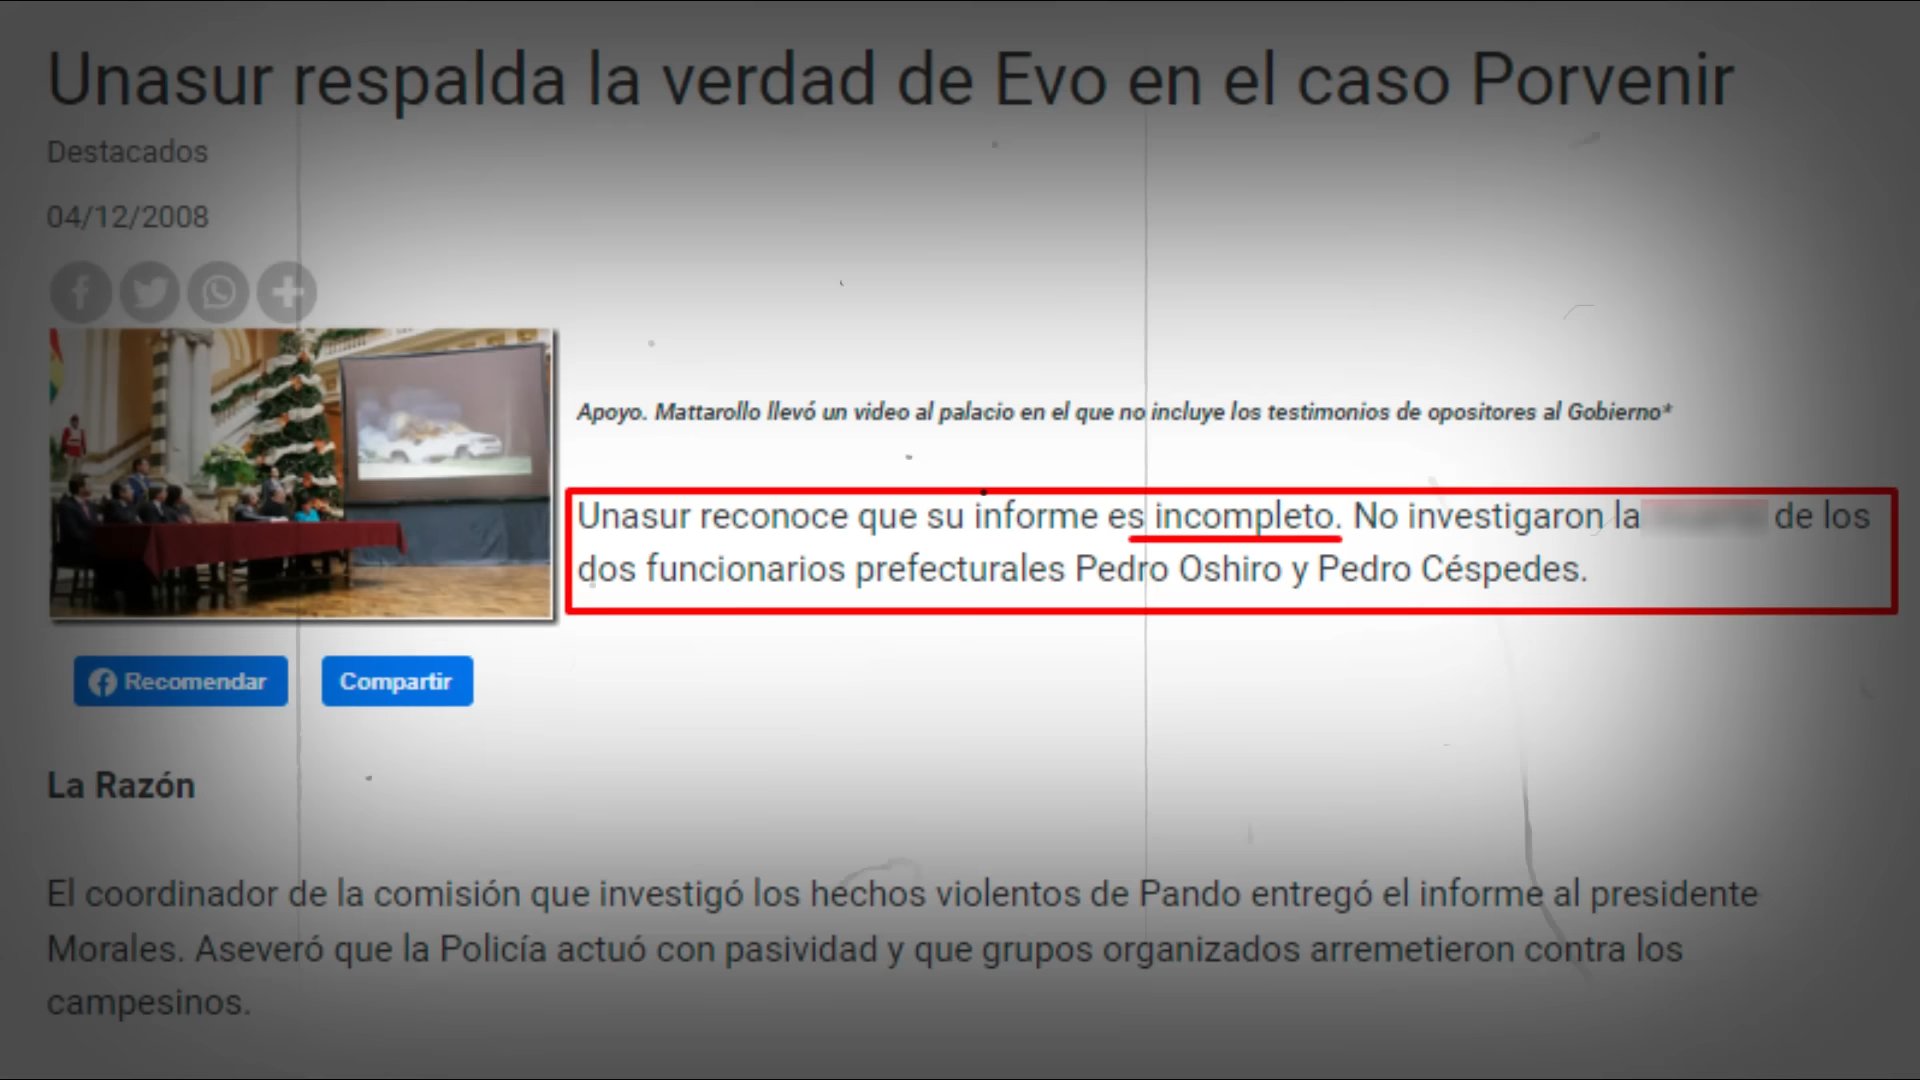 Unasur respalda la verdad de Evo en el caso Porvenir
Destacados
04/12/2008
Apoyo. Mattarollo llevó un video al palacio en el que no incluye los testimonios de opositores al Gobierno*
Unasur reconoce que su informe es incompleto. No investigaron la de los
dos funcionarios prefecturales Pedro Oshiro y Pedro Céspedes.
Recomendar
Compartir
La Razón
El coordinador de la comisión que investigó los hechos violentos de Pando entregó el informe al presidente
Morales. Aseveró que la Policía actuó con pasividad y que grupos organizados arremetieron contra los
campesinos.